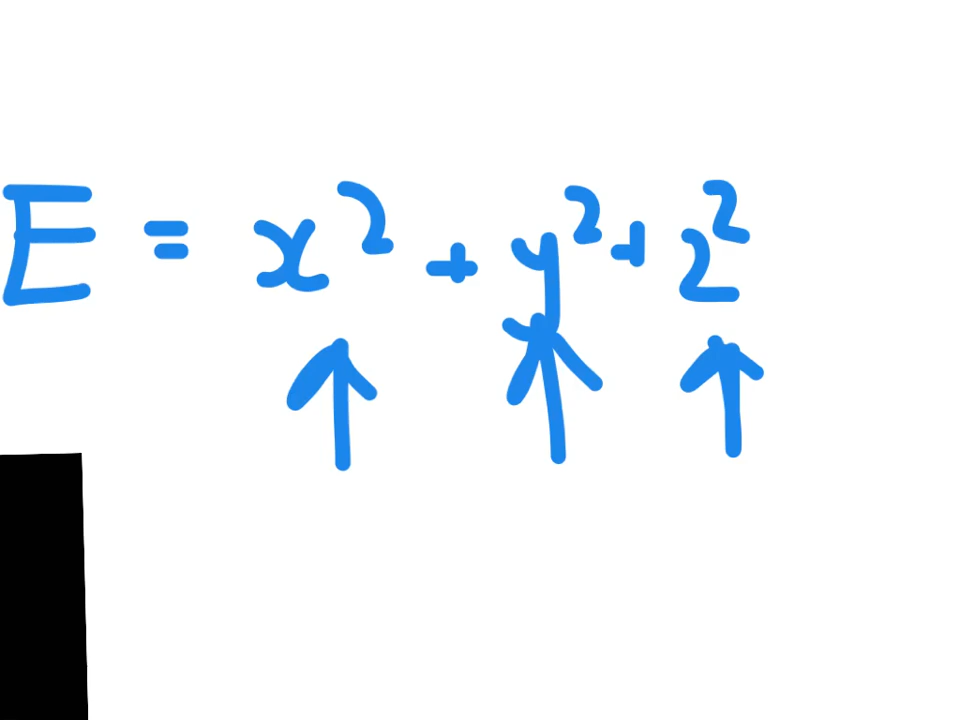 E = x² + y² + z²